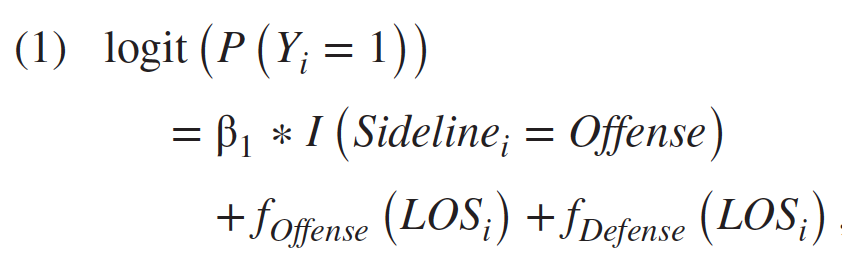 (1) logit (P (Y_i = 1))
= β_1 * I (Sideline_i = Offense)
+ f_Offense (LOS_i) + f_Defense (LOS_i) .